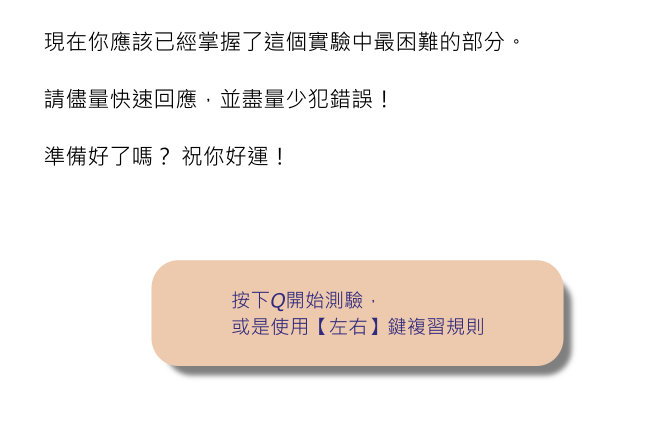 現在你應該已經掌握了這個實驗中最困難的部分。
請儘量快速回應，並盡量少犯錯誤！
準備好了嗎？ 祝你好運！
按下Q開始測驗，
或是使用【左右】鍵複習規則